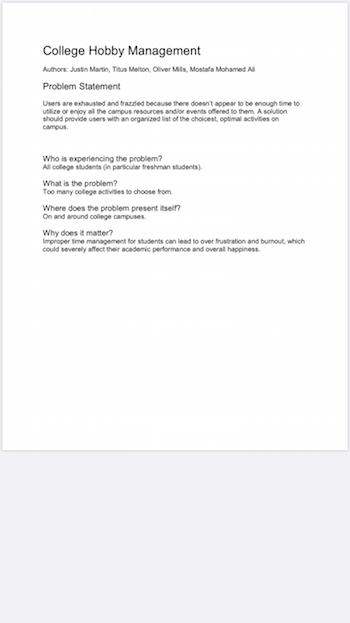 College Hobby Management
Authors: Justin Martin, Titus Melton, Oliver Mills, Mostafa Mohamed Ali
Problem Statement
Users are exhausted and frazzled because there doesn't appear to be enough time to
utilize or enjoy all the campus resources and/or events offered to them. A solution
should provide users with an organized list of the choicest, optimal activities on
campus.
Who is experiencing the problem?
All college students (in particular freshman students).
What is the problem?
Too many college activities to choose from.
Where does the problem present itself?
On and around college campuses.
Why does it matter?
Improper time management for students can lead to over frustration and burnout, which
could severely affect their academic performance and overall happiness.